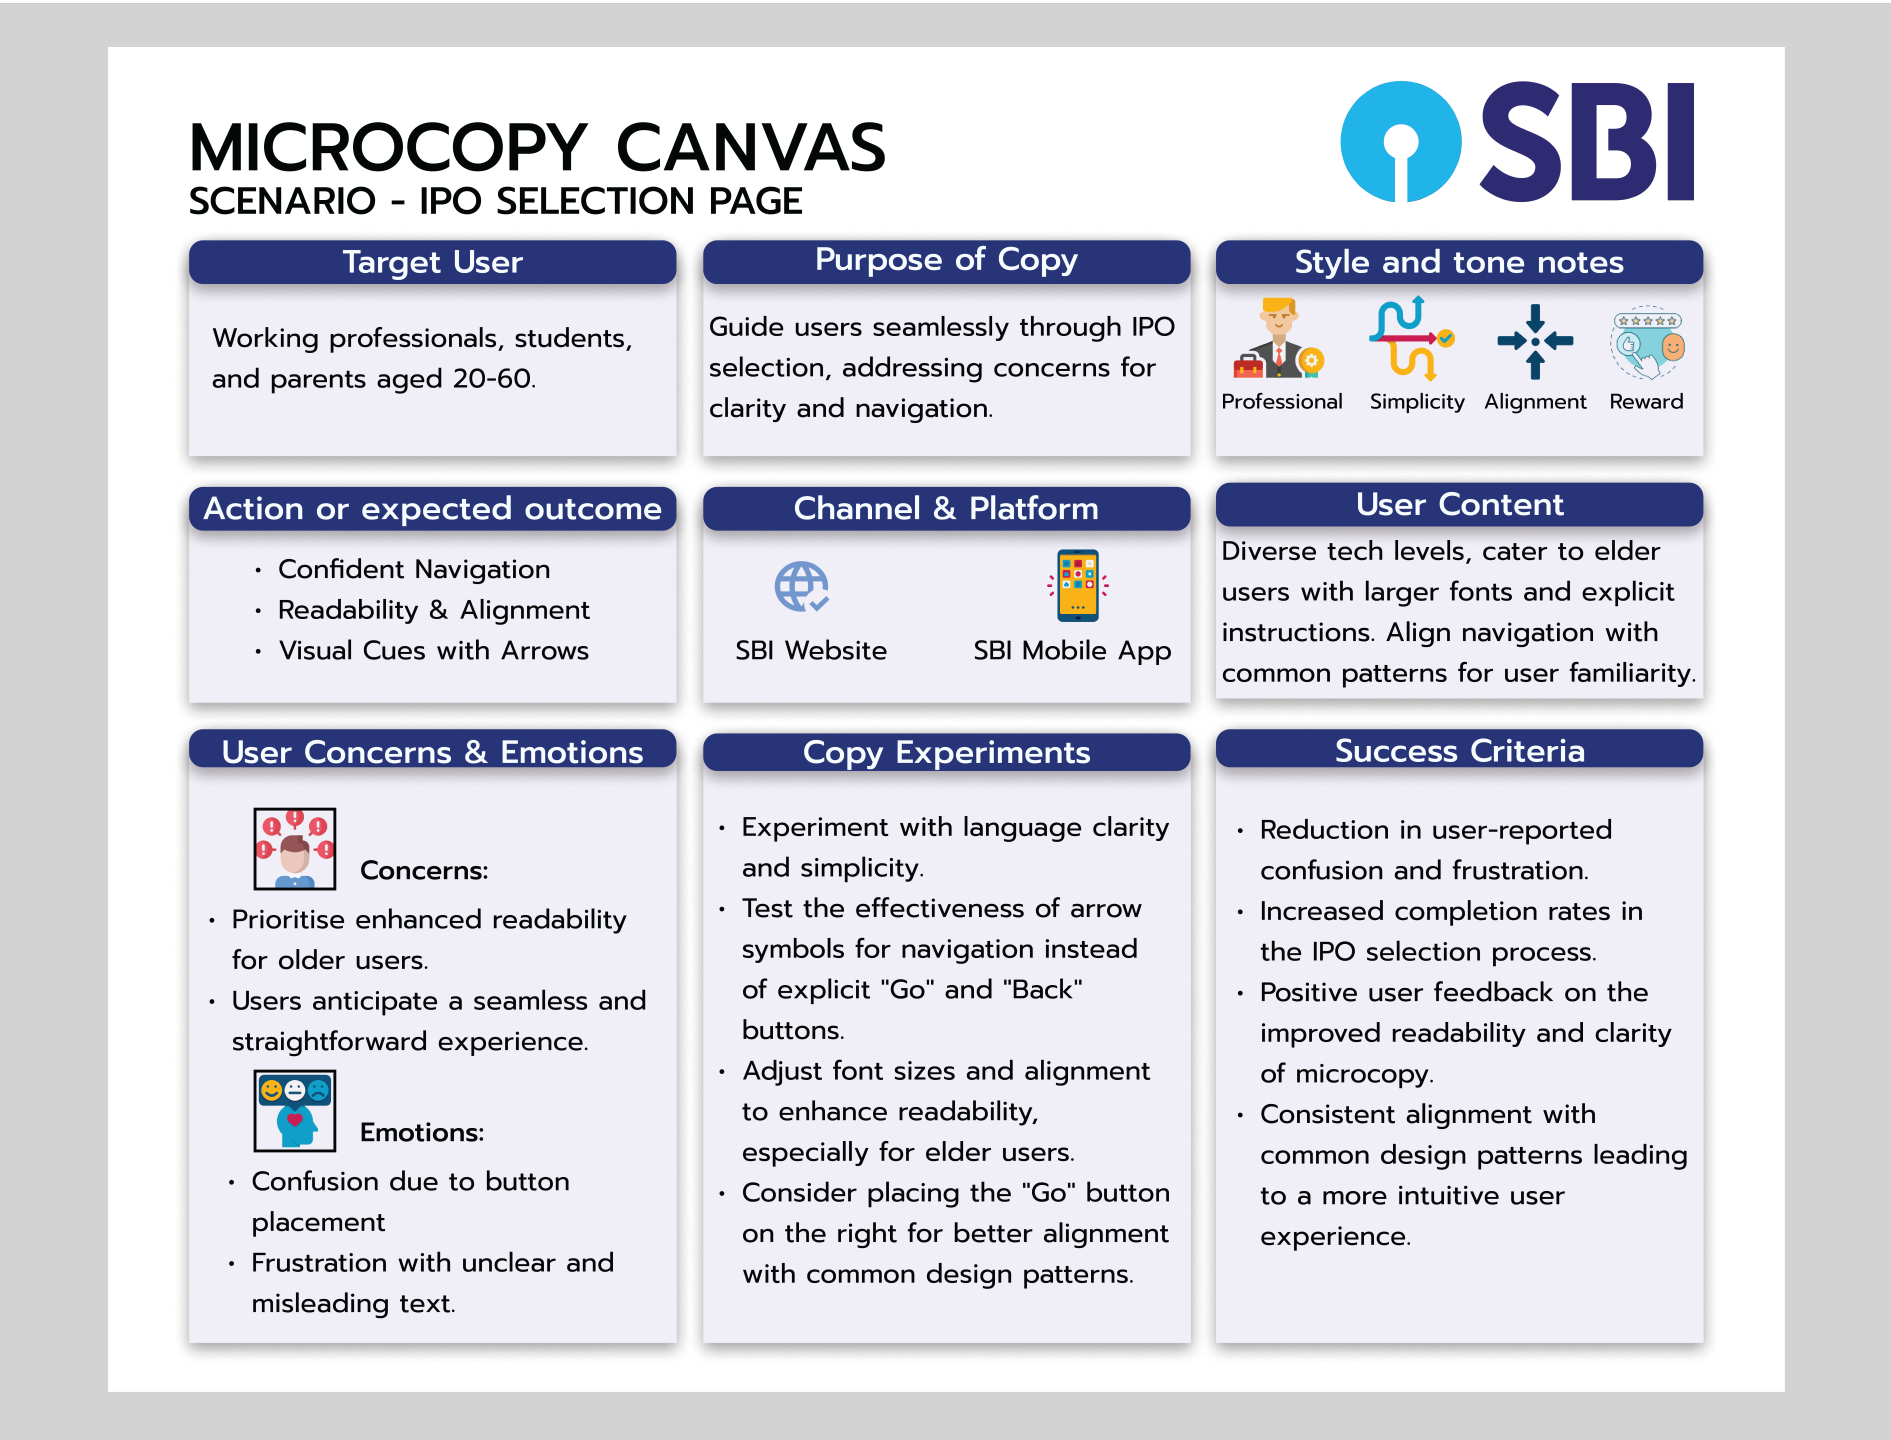 MICROCOPY CANVAS
SCENARIO - IPO SELECTION PAGE
SBI
Target User
Working professionals, students,
and parents aged 20-60.
Purpose of Copy
Guide users seamlessly through IPO
selection, addressing concerns for
clarity and navigation.
Style and tone notes
Professional Simplicity Alignment Reward
Action or expected outcome
• Confident Navigation
• Readability & Alignment
• Visual Cues with Arrows
Channel & Platform
SBI Website SBI Mobile App
User Content
Diverse tech levels, cater to elder
users with larger fonts and explicit
instructions. Align navigation with
common patterns for user familiarity.
User Concerns & Emotions
Concerns:
• Prioritise enhanced readability
for older users.
• Users anticipate a seamless and
straightforward experience.
Emotions:
• Confusion due to button
placement
• Frustration with unclear and
misleading text.
Copy Experiments
• Experiment with language clarity
and simplicity.
• Test the effectiveness of arrow
symbols for navigation instead
of explicit "Go" and "Back"
buttons.
• Adjust font sizes and alignment
to enhance readability,
especially for elder users.
• Consider placing the "Go" button
on the right for better alignment
with common design patterns.
Success Criteria
• Reduction in user-reported
confusion and frustration.
• Increased completion rates in
the IPO selection process.
• Positive user feedback on the
improved readability and clarity
of microcopy.
• Consistent alignment with
common design patterns leading
to a more intuitive user
experience.